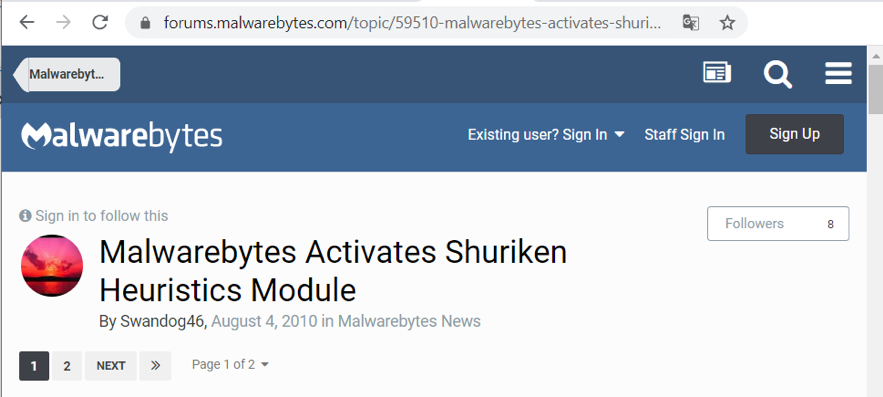 forums.malwarebytes.com/topic/59510-malwarebytes-activates-shuri...
Malwarebyt...
Malwarebytes
Existing user? Sign In
Staff Sign In
Sign Up
Sign in to follow this
Followers 8
Malwarebytes Activates Shuriken
Heuristics Module
By Swandog46, August 4, 2010 in Malwarebytes News
1 2 NEXT » Page 1 of 2